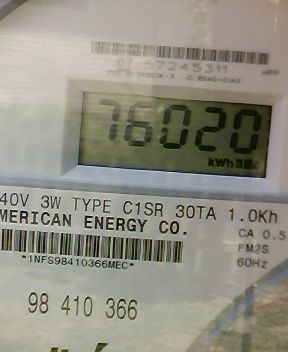 07 57245311
76020
kWh
40V 3W TYPE C1SR 30TA 1.0Kh
MERICAN ENERGY CO.
CA 0.5
FM2S
*1NFS98410366MEC*
60Hz
98 410 366